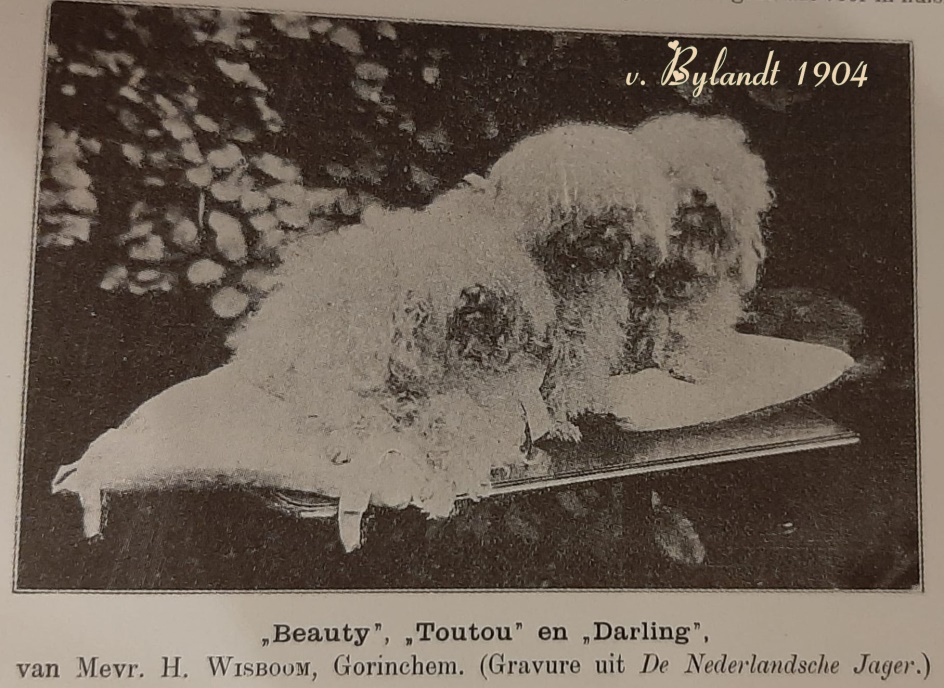 v. Bylandt 1904
„Beauty”, „Toutou” en „Darling”,
van Mevr. H. WISBOOM, Gorinchem. (Gravure uit De Nederlandsche Jager.)